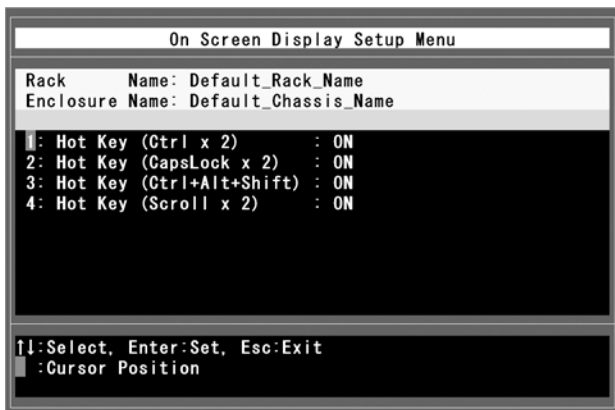 On Screen Display Setup Menu
Rack Name: Default_Rack_Name
Enclosure Name: Default_Chassis_Name
1: Hot Key (Ctrl x 2) : ON
2: Hot Key (CapsLock x 2) : ON
3: Hot Key (Ctrl+Alt+Shift) : ON
4: Hot Key (Scroll x 2) : ON
↑↓:Select, Enter:Set, Esc:Exit
:Cursor Position